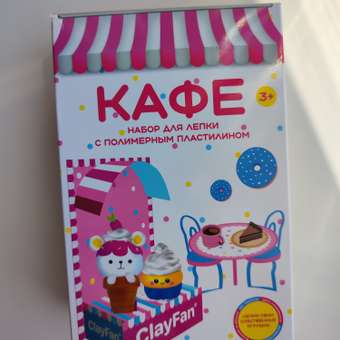 КАФЕ
3+
НАБОР ДЛЯ ЛЕПКИ
С ПОЛИМЕРНЫМ ПЛАСТИЛИНОМ
ClayFan
ClayFan